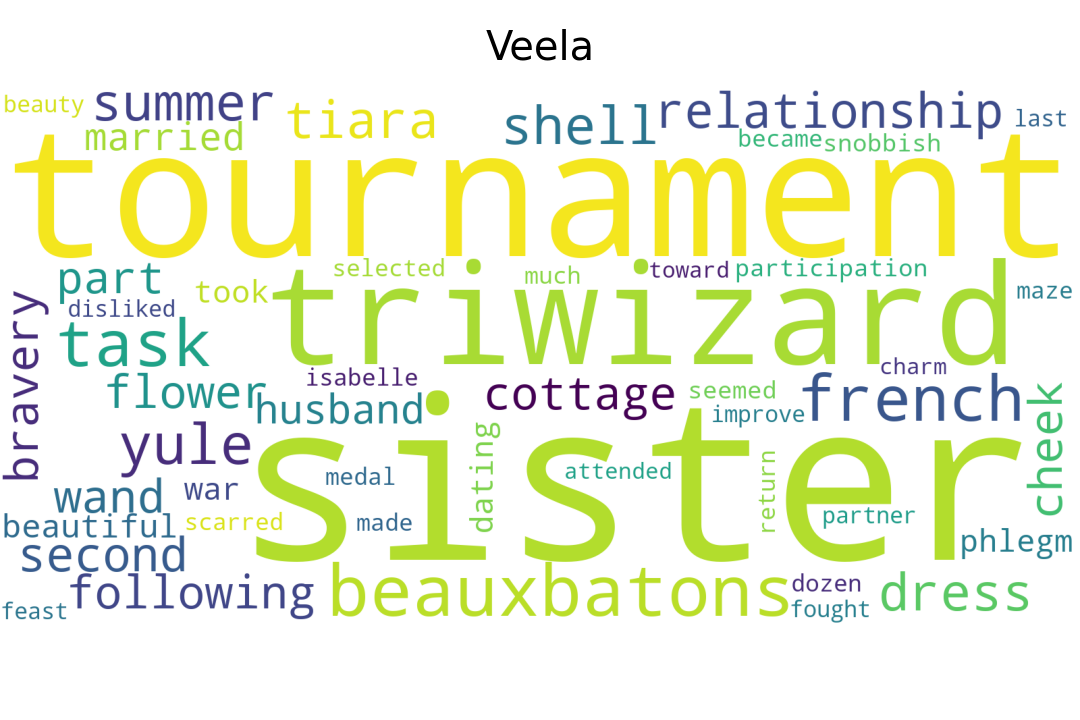 Veela
beauty summer tiara shell relationship last
married became snobbish
tournament
part selected much toward participation
took triwizard maze
disliked
bravery task
isabelle charm
flower husband cottage seemed french
improve
cheek
yule sister
dating attended return
wand war medal
beautiful scarred made partner
second phlegm
following beauxbatons dozen dress
feast fought